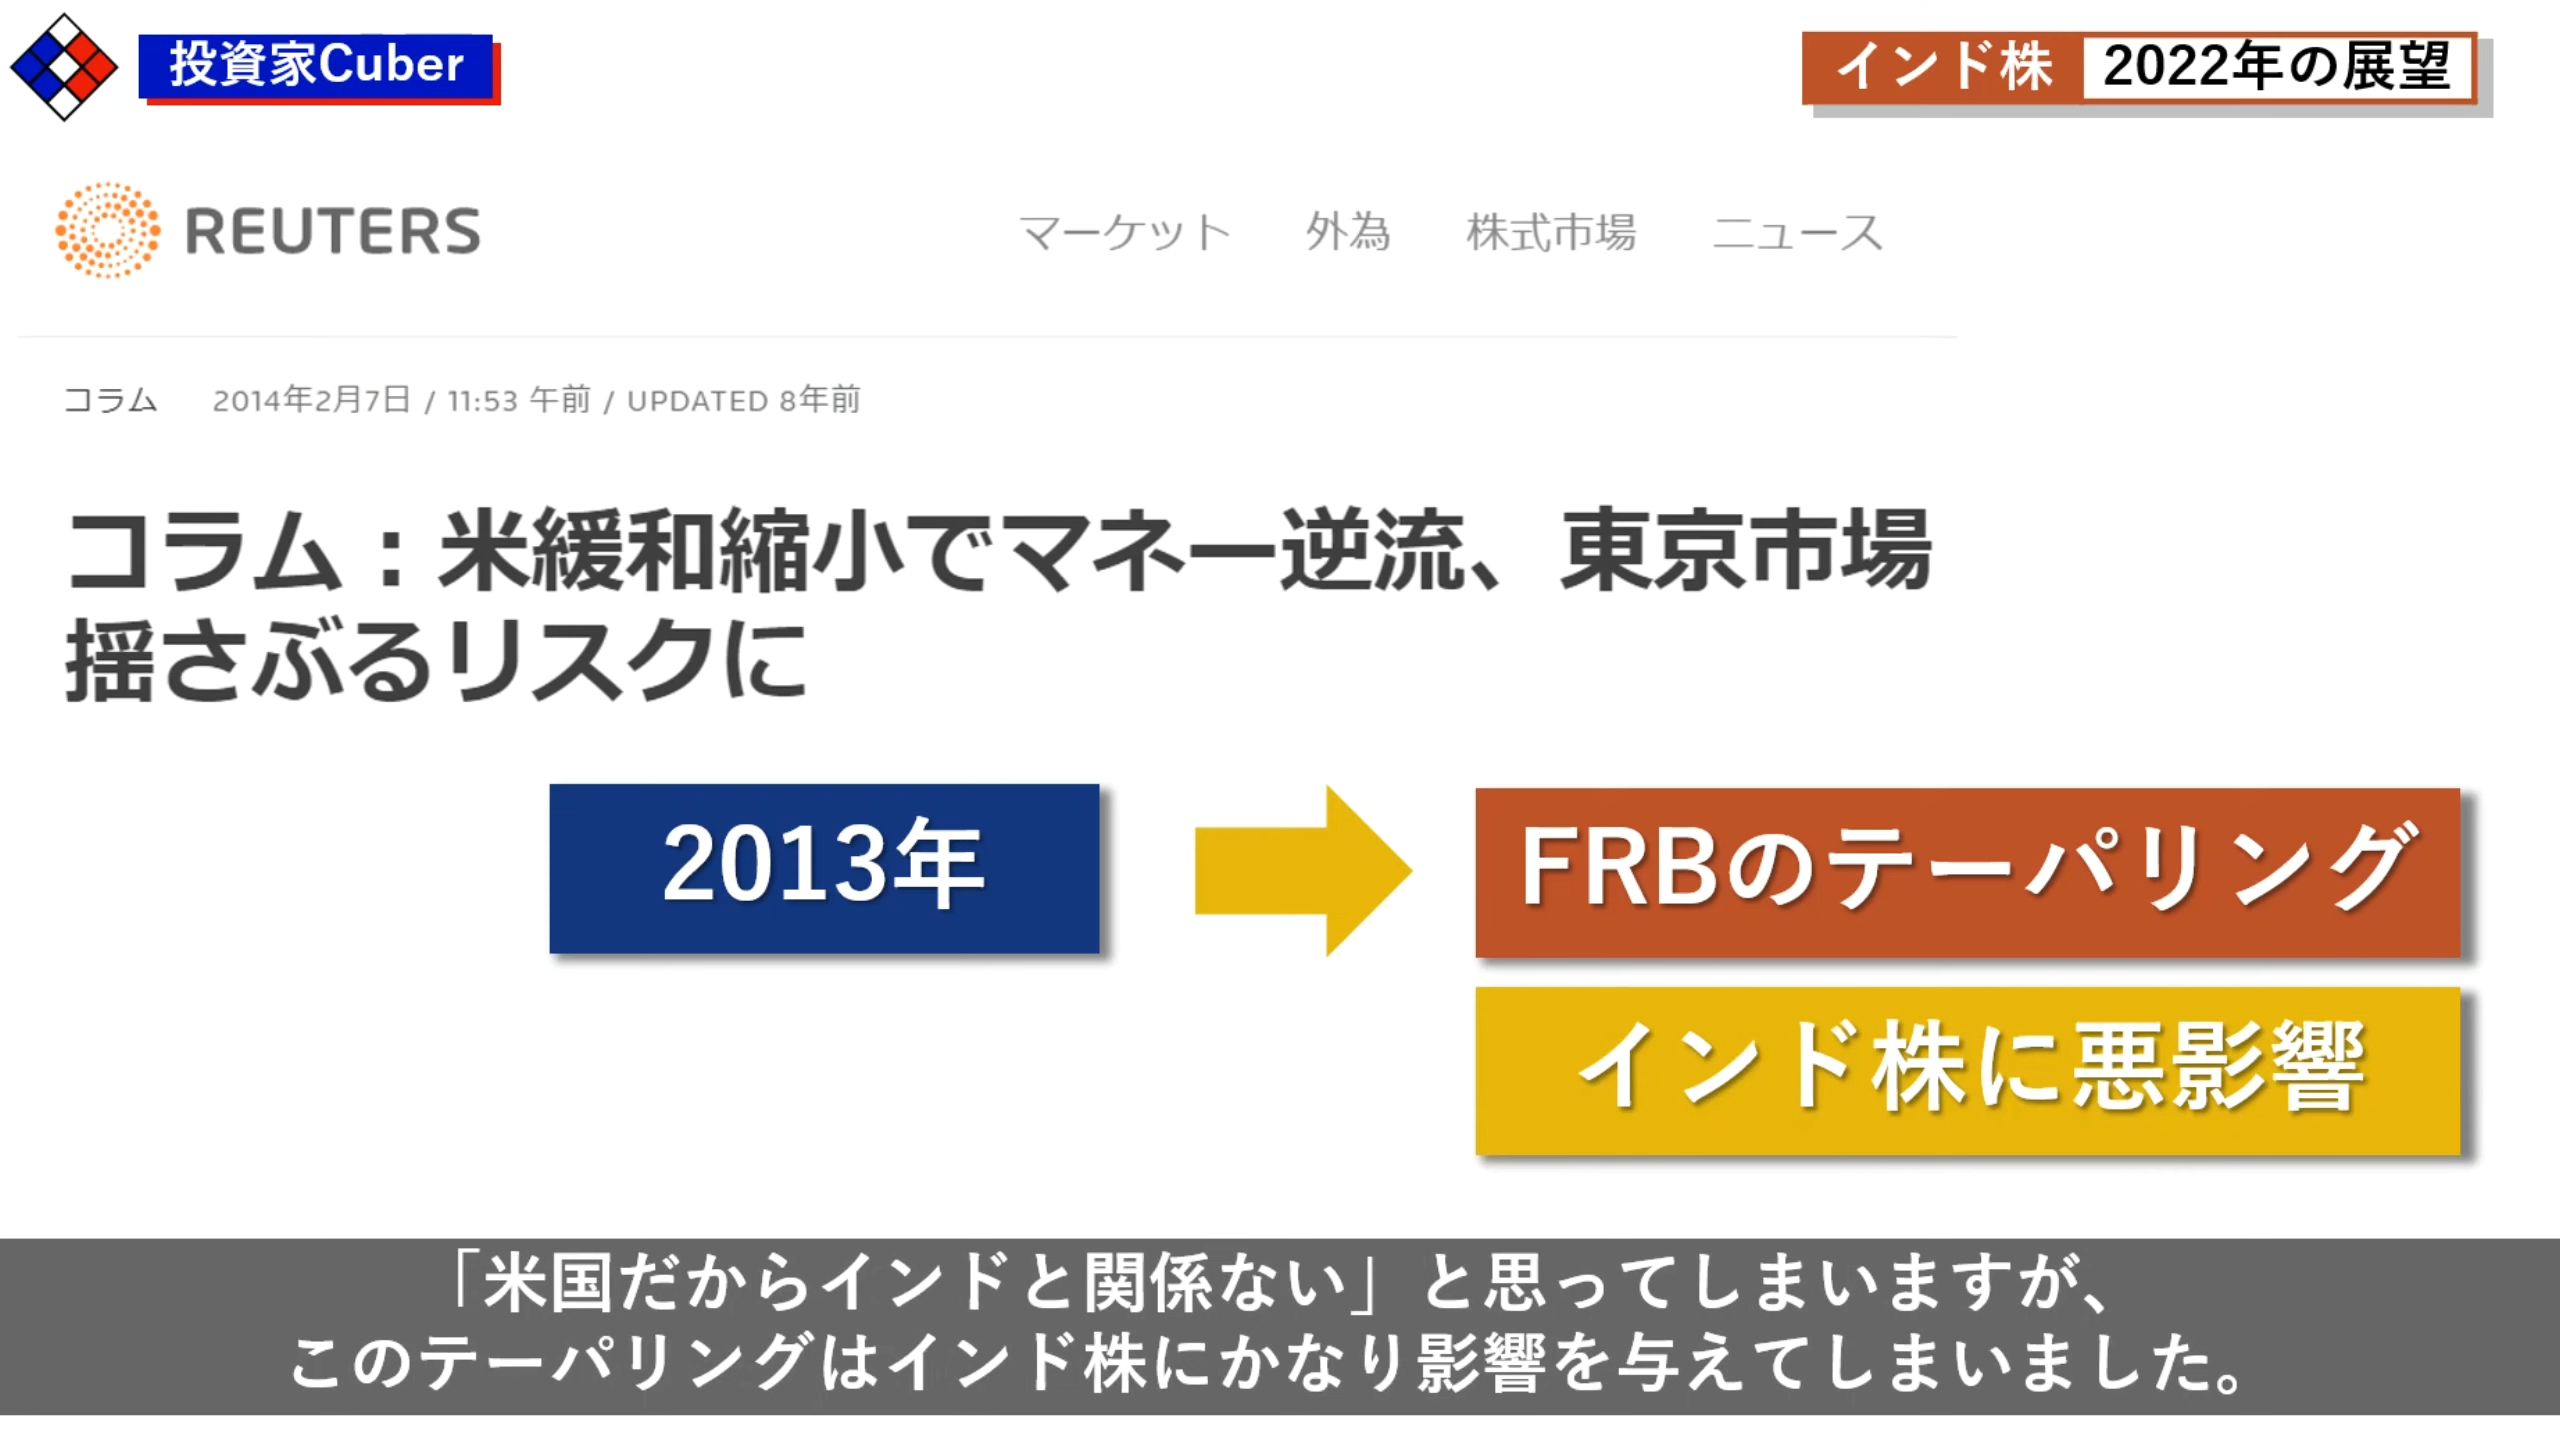 投資家Cuber
インド株 2022年の展望
REUTERS
マーケット 外為 株式市場 ニュース
コラム 2014年2月7日 / 11:53 午前 / UPDATED 8年前
コラム：米緩和縮小でマネー逆流、東京市場
揺さぶるリスクに
2013年
FRBのテーパリング
インド株に悪影響
「米国だからインドと関係ない」と思ってしまいますが、
このテーパリングはインド株にかなり影響を与えてしまいました。